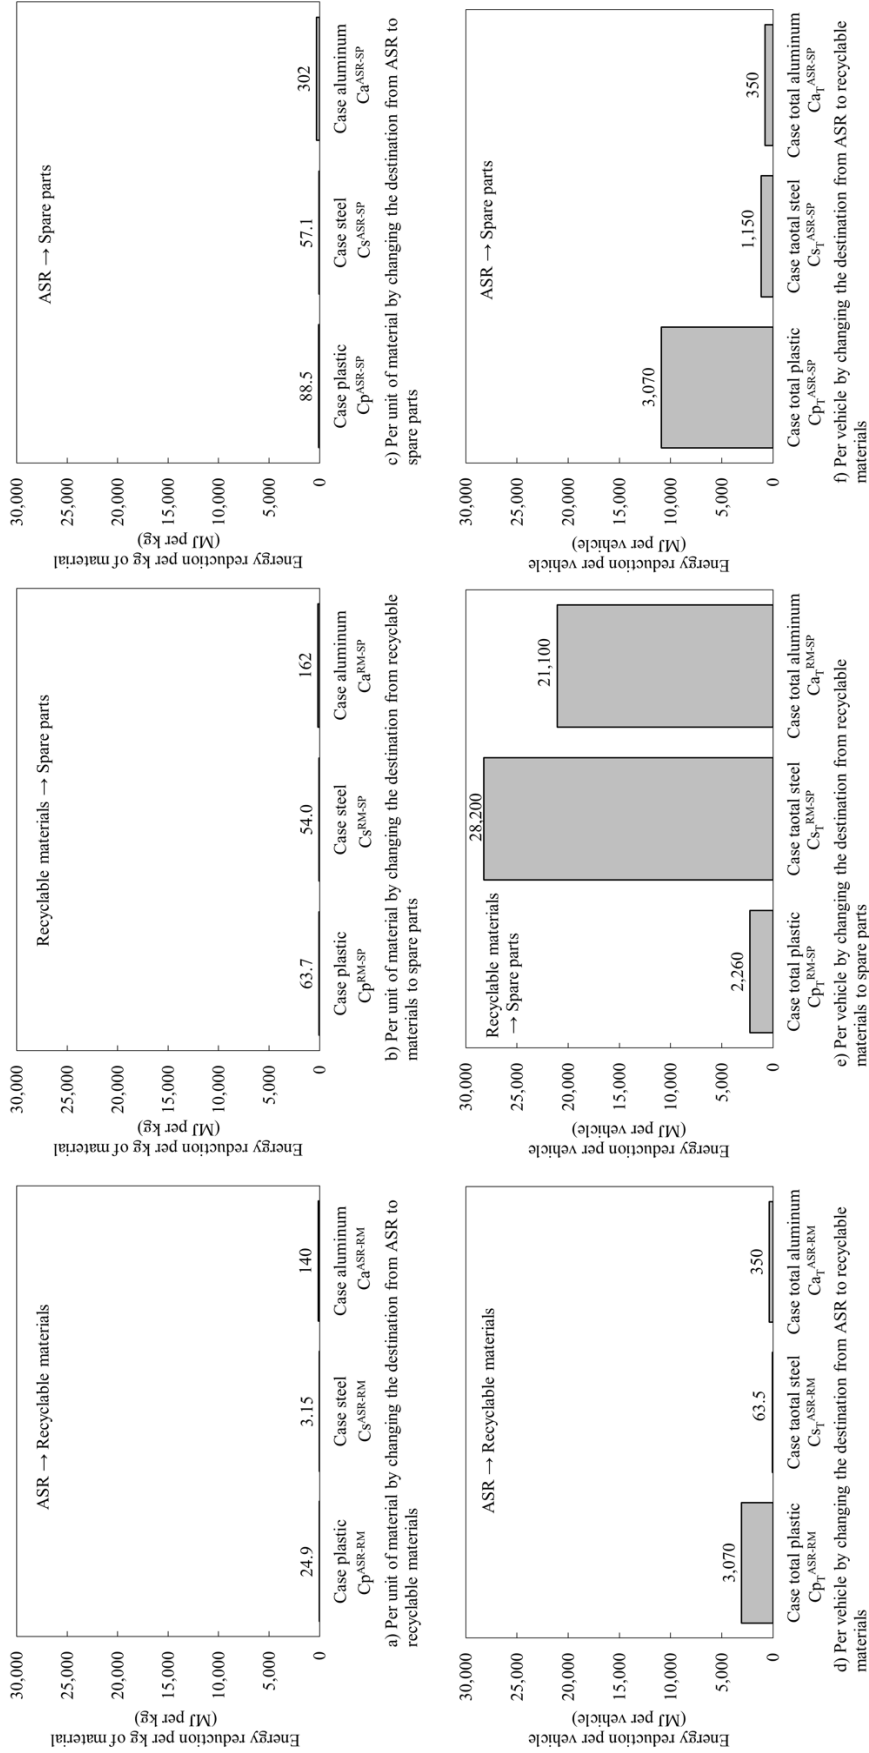 Energy reduction per kg of material
(MJ per kg)
30,000
25,000
20,000
15,000
10,000
5,000
0
ASR → Recyclable materials
24.9
3.15
140
Case plastic
Cp^ASR-RM
Case steel
Cs^ASR-RM
Case aluminum
Ca^ASR-RM
a) Per unit of material by changing the destination from ASR to
recyclable materials
Energy reduction per kg of material
(MJ per kg)
30,000
25,000
20,000
15,000
10,000
5,000
0
Recyclable materials → Spare parts
63.7
54.0
162
Case plastic
Cp^RM-SP
Case steel
Cs^RM-SP
Case aluminum
Ca^RM-SP
b) Per unit of material by changing the destination from recyclable
materials to spare parts
Energy reduction per kg of material
(MJ per kg)
30,000
25,000
20,000
15,000
10,000
5,000
0
ASR → Spare parts
88.5
57.1
302
Case plastic
Cp^ASR-SP
Case steel
Cs^ASR-SP
Case aluminum
Ca^ASR-SP
c) Per unit of material by changing the destination from ASR to
spare parts
Energy reduction per vehicle
(MJ per vehicle)
30,000
25,000
20,000
15,000
10,000
5,000
0
ASR → Recyclable materials
3,070
63.5
350
Case total plastic
Cp_T^ASR-RM
Case taotal steel
Cs_T^ASR-RM
Case total aluminum
Ca_T^ASR-RM
d) Per vehicle by changing the destination from ASR to recyclable
materials
Energy reduction per vehicle
(MJ per vehicle)
30,000
25,000
20,000
15,000
10,000
5,000
0
Recyclable materials
→ Spare parts
2,260
28,200
21,100
Case total plastic
Cp_T^RM-SP
Case taotal steel
Cs_T^RM-SP
Case total aluminum
Ca_T^RM-SP
e) Per vehicle by changing the destination from recyclable
materials to spare parts
Energy reduction per vehicle
(MJ per vehicle)
30,000
25,000
20,000
15,000
10,000
5,000
0
ASR → Spare parts
3,070
1,150
350
Case total plastic
Cp_T^ASR-SP
Case taotal steel
Cs_T^ASR-SP
Case total aluminum
Ca_T^ASR-SP
f) Per vehicle by changing the destination from ASR to recyclable
materials